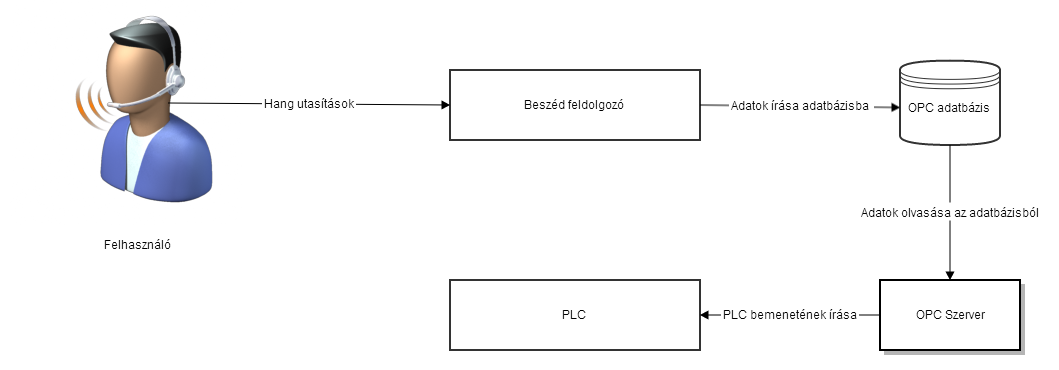 Hang utasítások
Beszéd feldolgozó
Adatok írása adatbázisba
OPC adatbázis
Adatok olvasása az adatbázisból
Felhasználó
PLC
PLC bemenetének írása
OPC Szerver